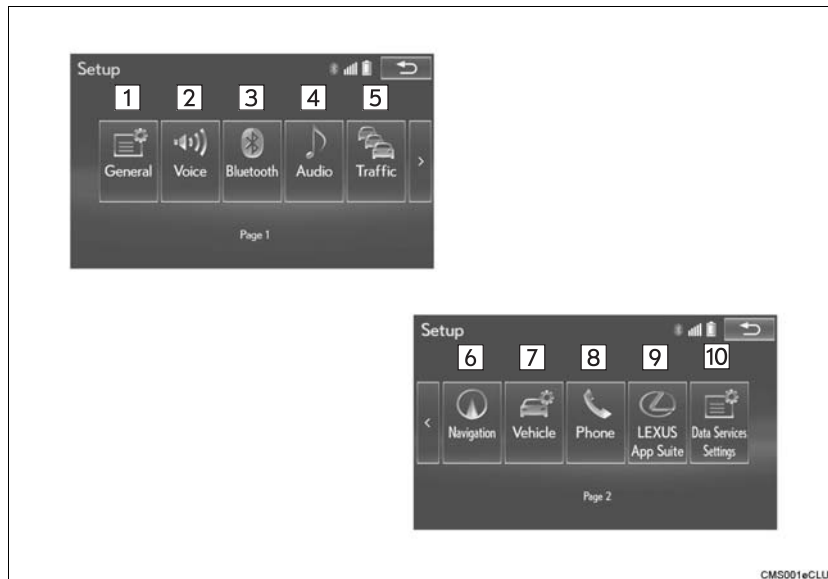 Setup
1 2 3 4 5
General Voice Bluetooth Audio Traffic >
Page 1
Setup
6 7 8 9 10
< Navigation Vehicle Phone LEXUS App Suite Data Services Settings
Page 2
CMS001eCLU